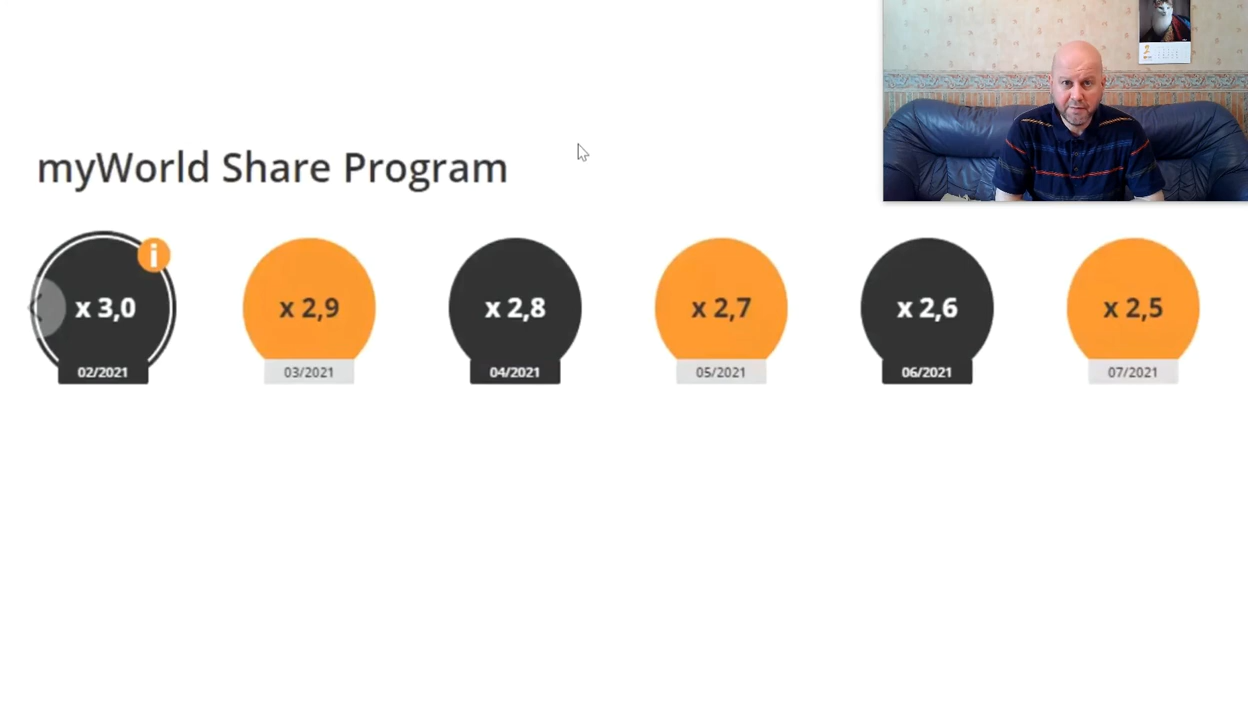 myWorld Share Program
x 3,0
i
x 2,9
x 2,8
x 2,7
x 2,6
x 2,5
02/2021
03/2021
04/2021
05/2021
06/2021
07/2021